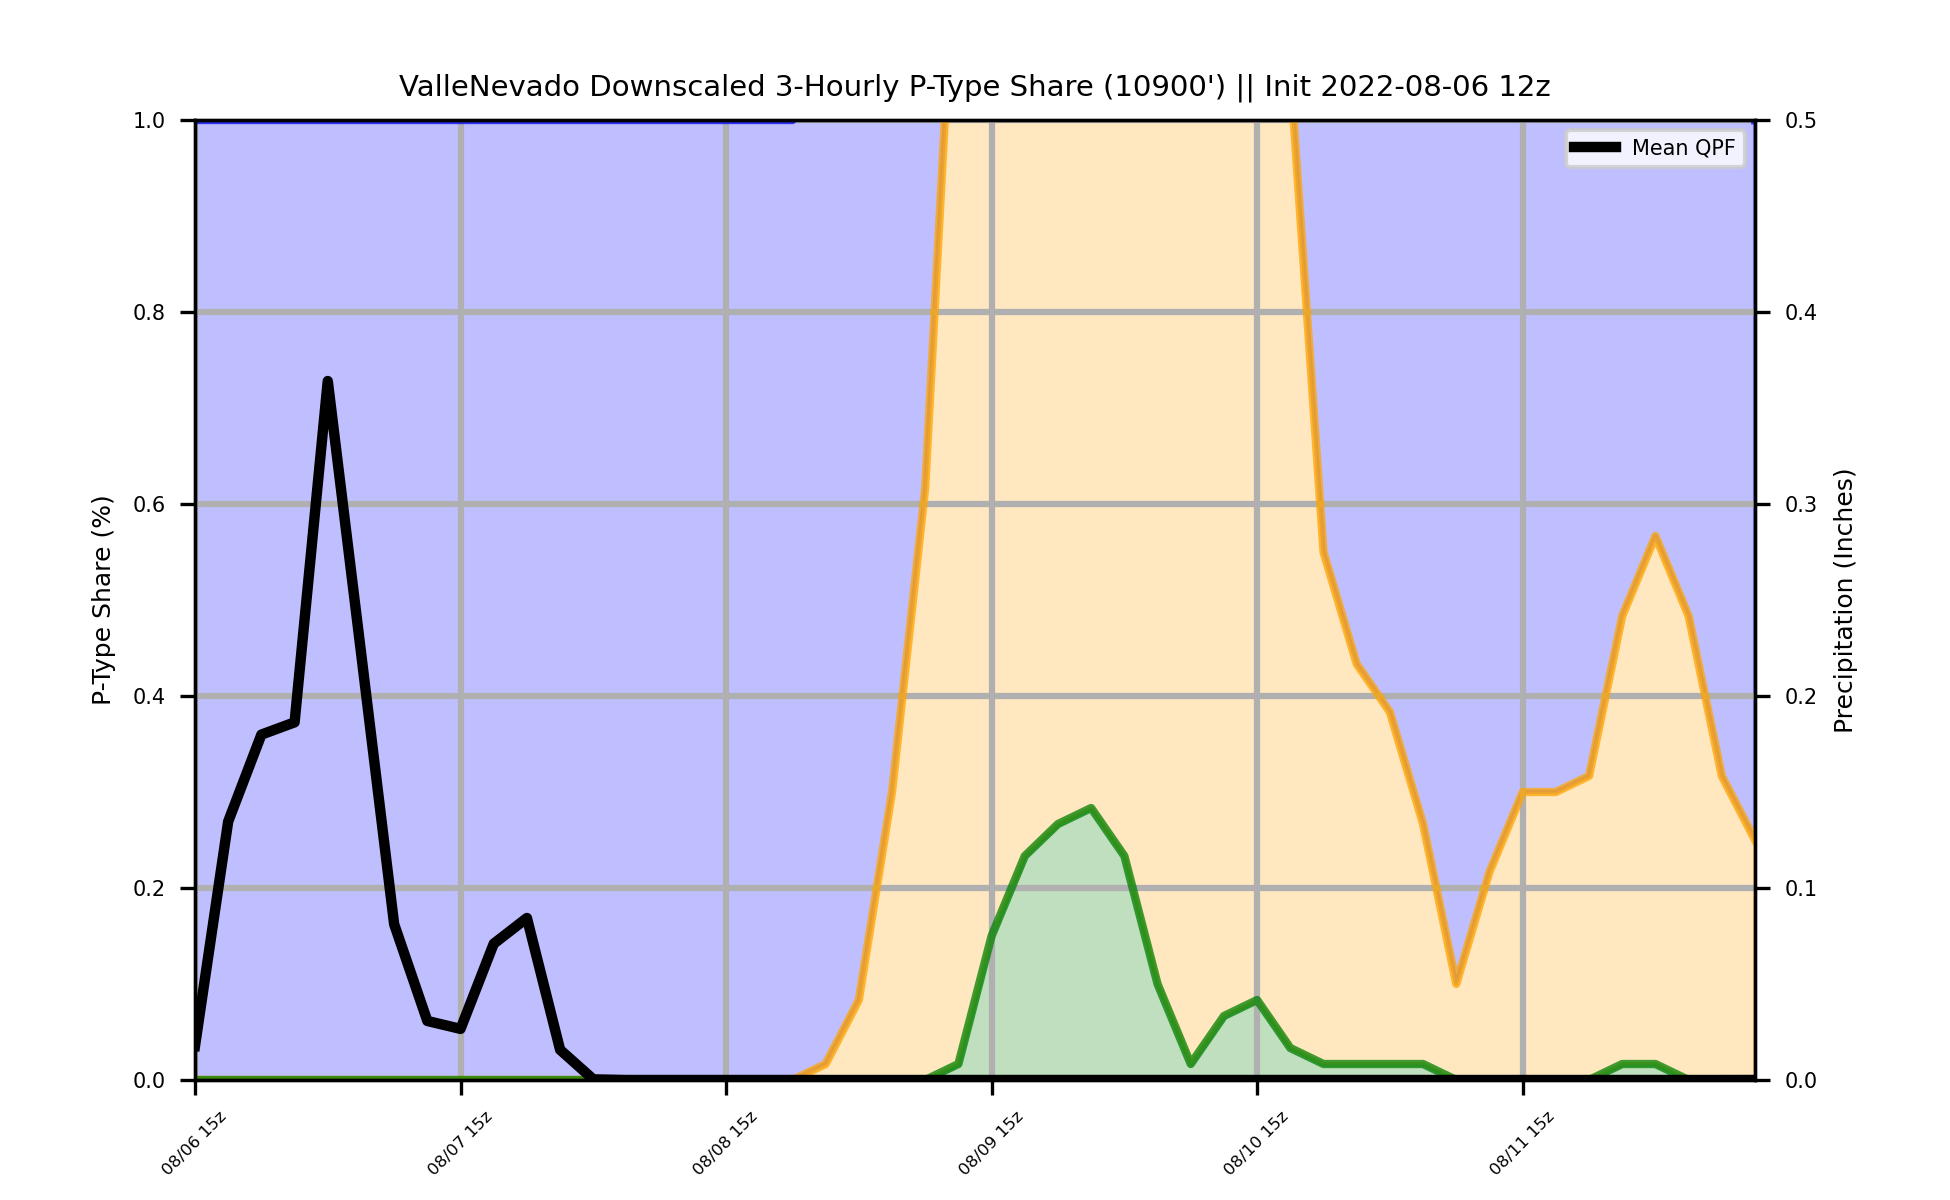 ValleNevado Downscaled 3-Hourly P-Type Share (10900') || Init 2022-08-06 12z
Mean QPF
P-Type Share (%)
1.0
0.8
0.6
0.4
0.2
0.0
0.5
0.4
0.3
0.2
0.1
0.0
Precipitation (Inches)
08/06 15z
08/07 15z
08/08 15z
08/09 15z
08/10 15z
08/11 15z